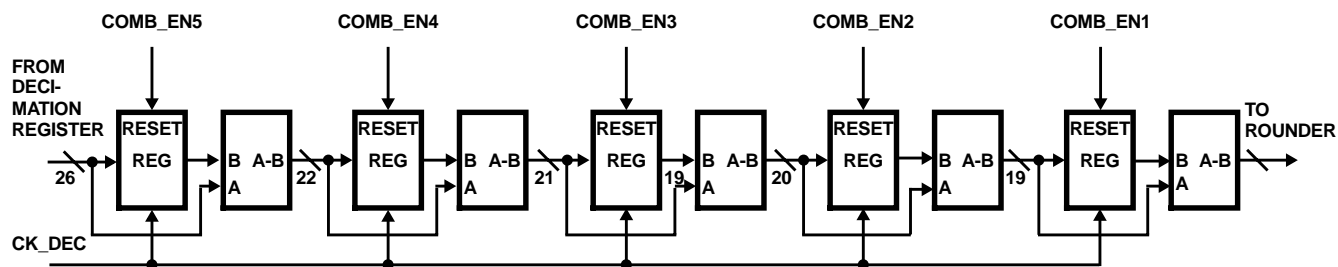 COMB_EN5 COMB_EN4 COMB_EN3 COMB_EN2 COMB_EN1
FROM
DECI-
MATION
REGISTER
TO
ROUNDER
RESET RESET RESET RESET RESET
REG B A-B REG B A-B REG B A-B REG B A-B REG B A-B
A A A A A
26 22 21 19 20 19
CK_DEC